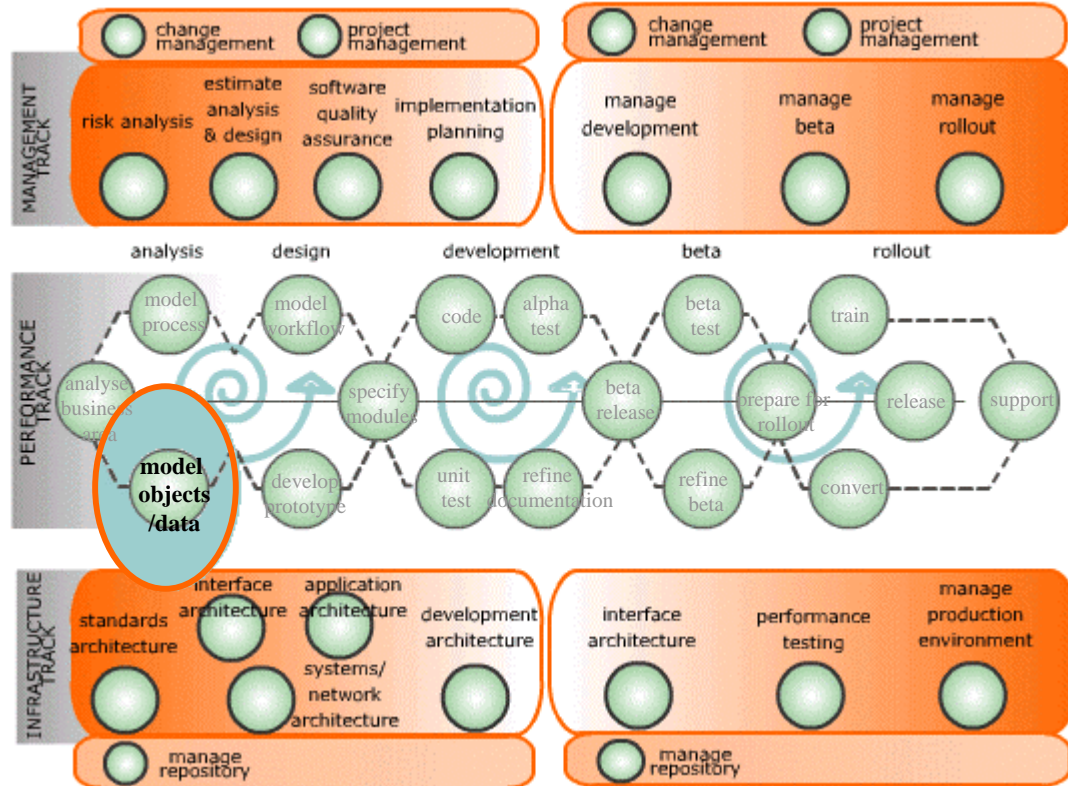 change
management
project
management
change
management
project
management
MANAGEMENT
TRACK
risk analysis
estimate
analysis
& design
software
quality
assurance
implementation
planning
manage
development
manage
beta
manage
rollout
analysis
design
development
beta
rollout
PERFORMANCE
TRACK
model
process
model
workflow
code
alpha
test
beta
test
train
analyse
business
area
specify
modules
beta
release
prepare for
rollout
release
support
model
objects
/data
develop
prototype
unit
test
refine
documentation
refine
beta
convert
INFRASTRUCTURE
TRACK
standards
architecture
interface
architecture
application
architecture
systems/
network
architecture
development
architecture
interface
architecture
performance
testing
manage
production
environment
manage
repository
manage
repository